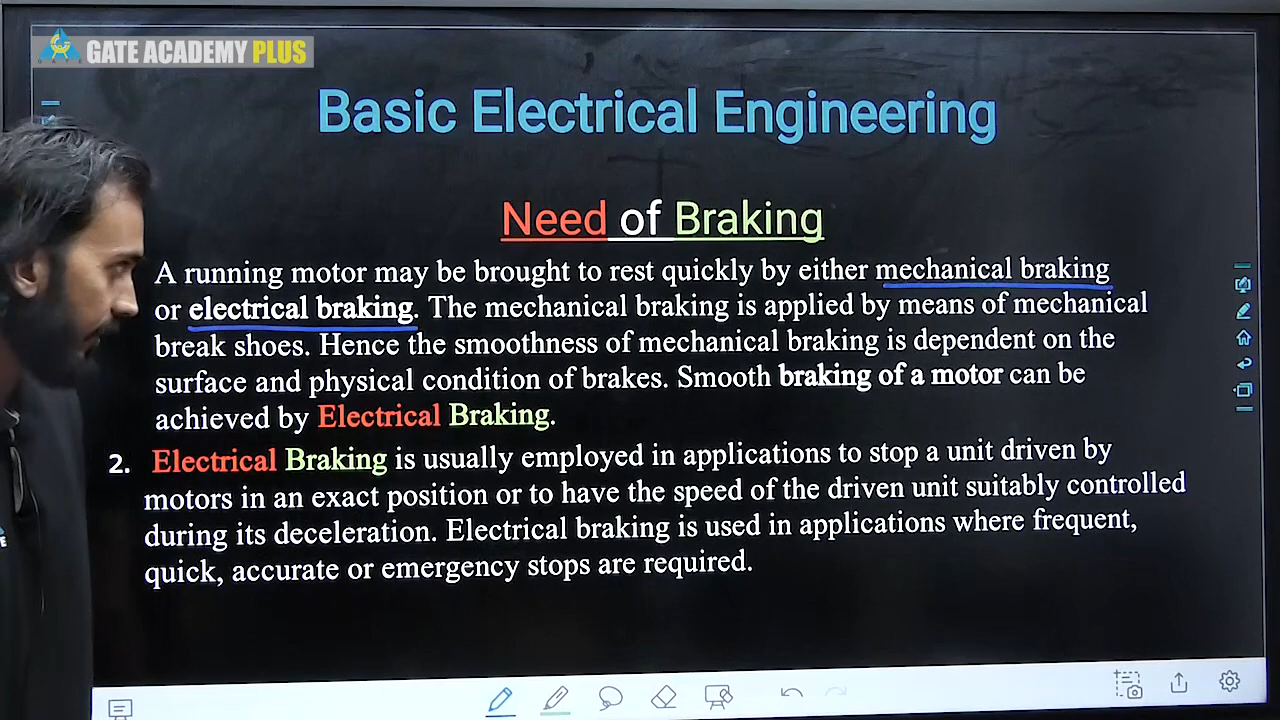 GATE ACADEMY PLUS
Basic Electrical Engineering
Need of Braking
A running motor may be brought to rest quickly by either mechanical braking
or electrical braking. The mechanical braking is applied by means of mechanical
break shoes. Hence the smoothness of mechanical braking is dependent on the
surface and physical condition of brakes. Smooth braking of a motor can be
achieved by Electrical Braking.
2. Electrical Braking is usually employed in applications to stop a unit driven by
motors in an exact position or to have the speed of the driven unit suitably controlled
during its deceleration. Electrical braking is used in applications where frequent,
quick, accurate or emergency stops are required.